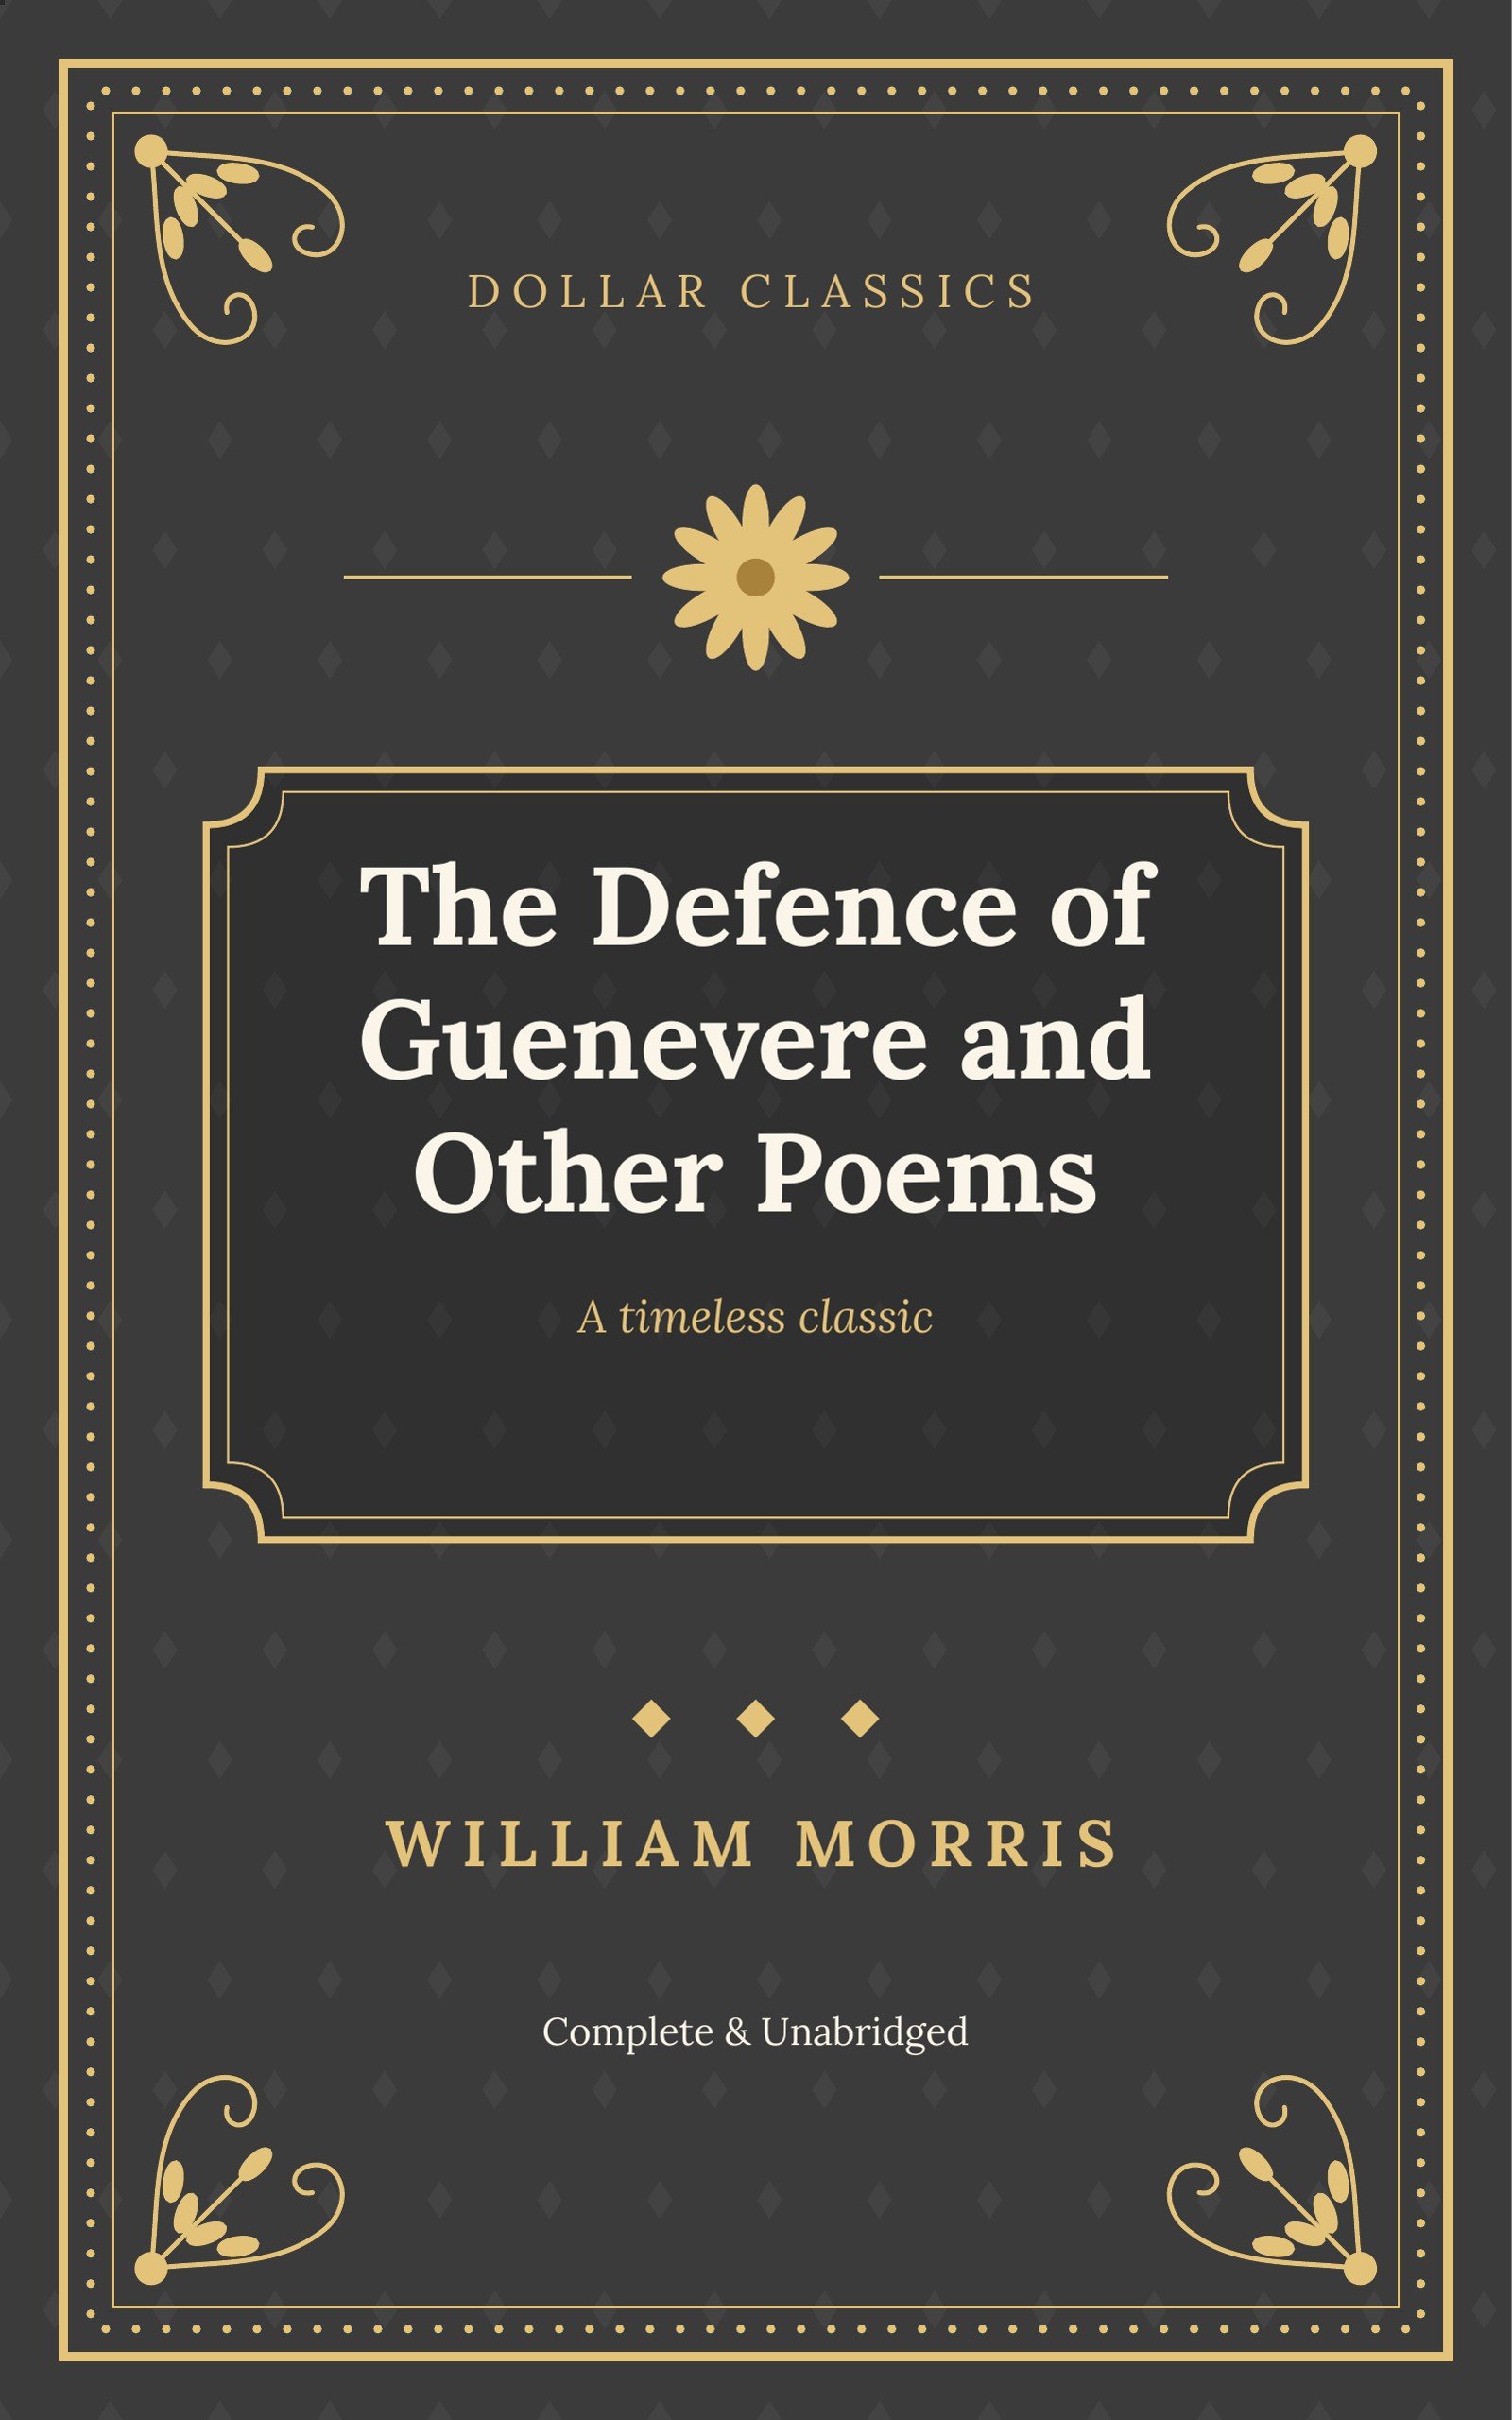 DOLLAR CLASSICS
The Defence of
Guenevere and
Other Poems
A timeless classic
WILLIAM MORRIS
Complete & Unabridged